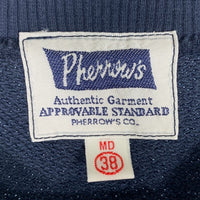 Pherrow's
Authentic Garment
APPROVABLE STANDARD
PHERROW'S CO.
MD
38